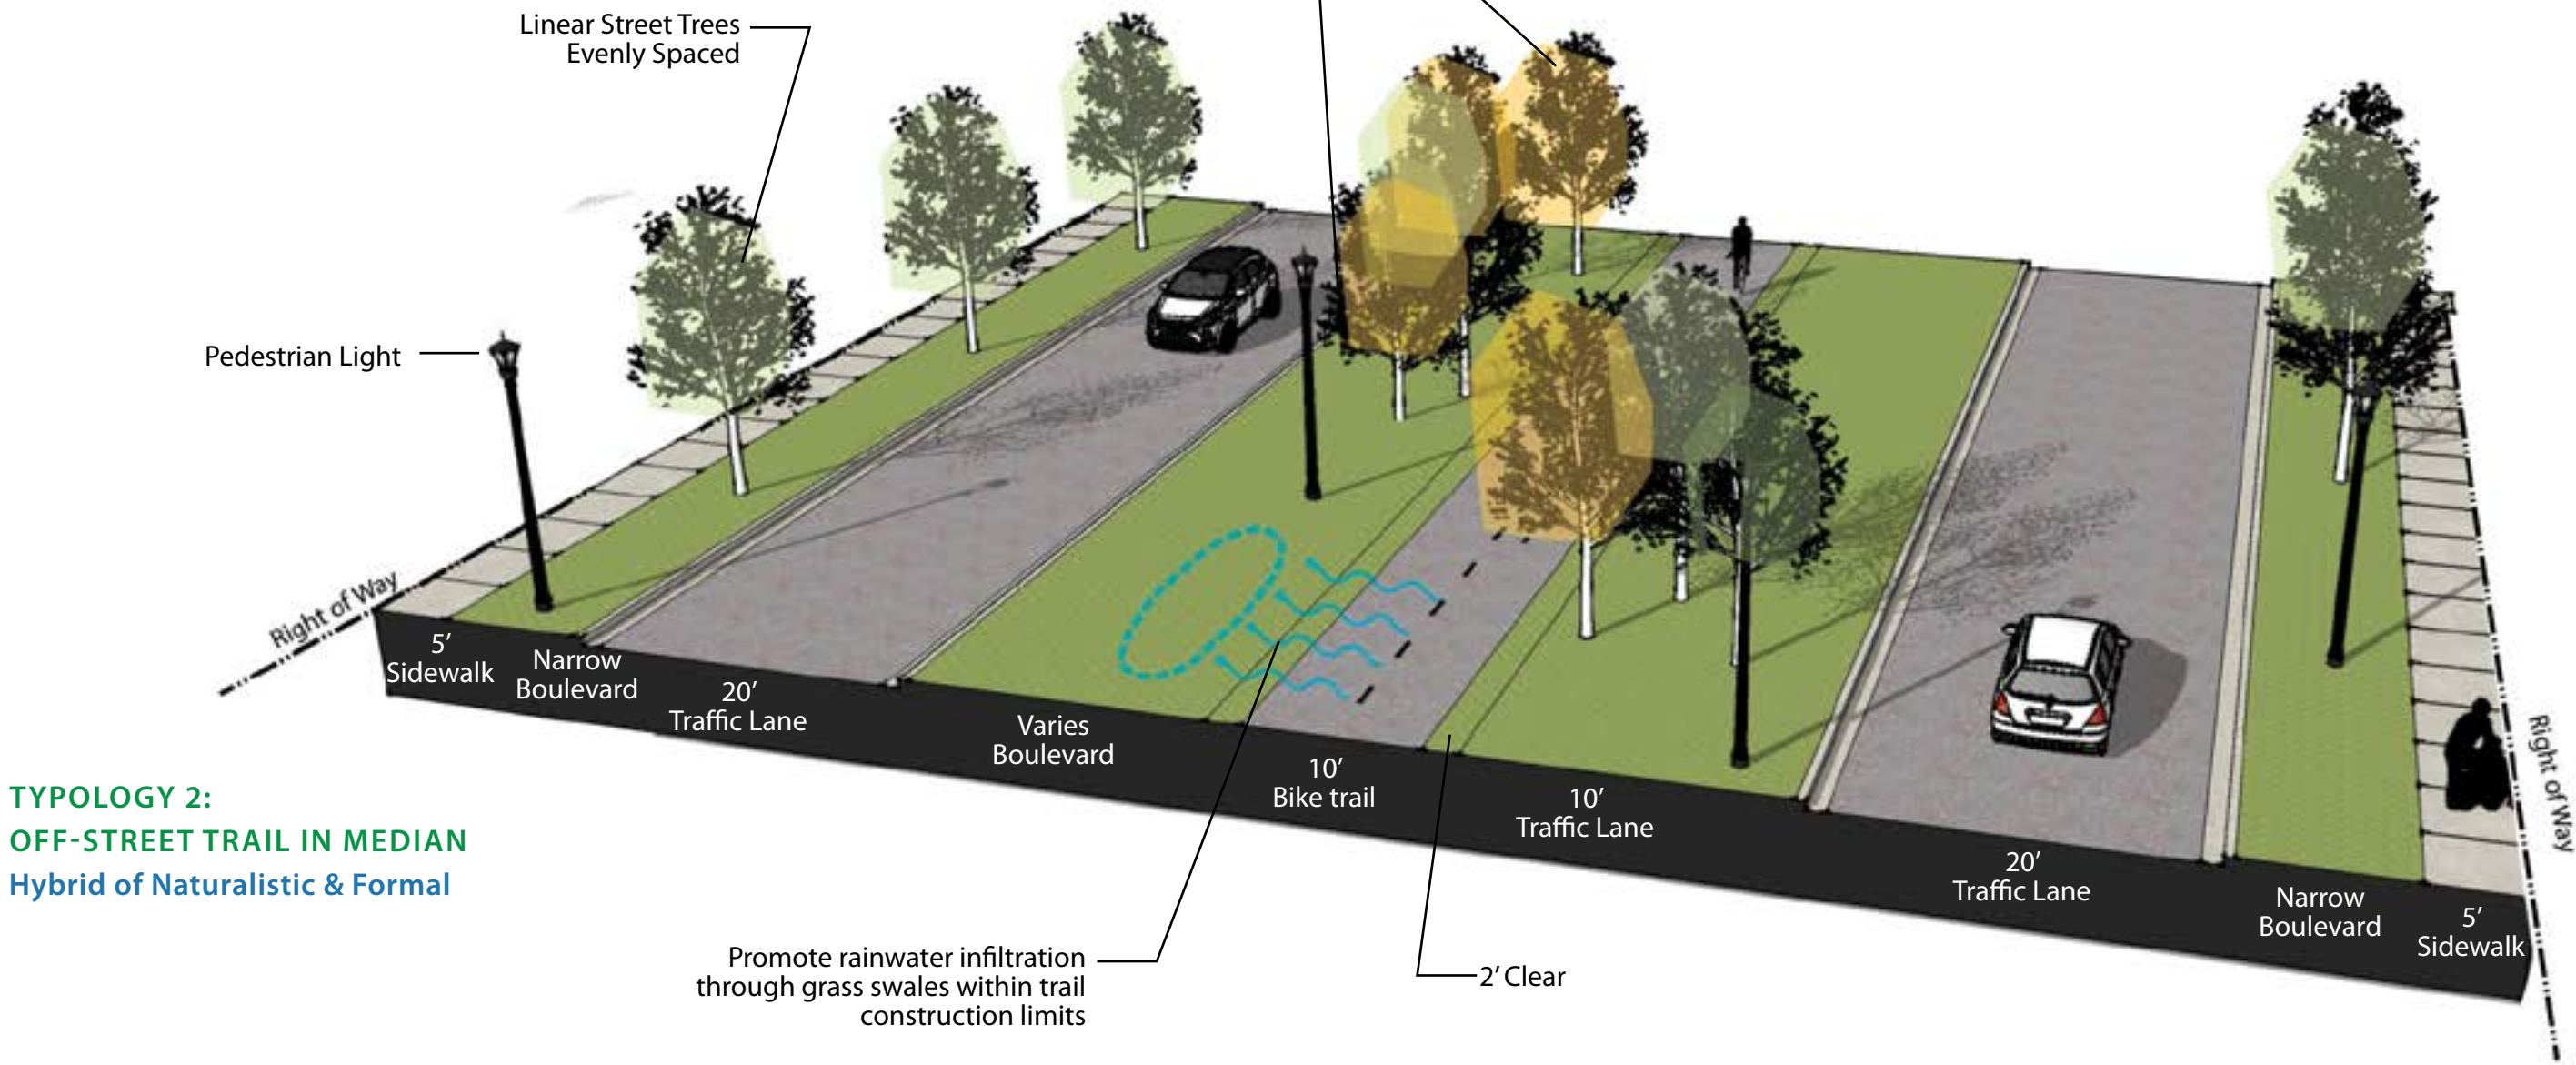 Linear Street Trees
Evenly Spaced
Pedestrian Light
Right of Way
5’
Sidewalk
Narrow
Boulevard
20’
Traffic Lane
Varies
Boulevard
10’
Bike trail
10’
Traffic Lane
20’
Traffic Lane
Narrow
Boulevard
5’
Sidewalk
Right of Way
TYPOLOGY 2:
OFF-STREET TRAIL IN MEDIAN
Hybrid of Naturalistic & Formal
Promote rainwater infiltration
through grass swales within trail
construction limits
2’ Clear